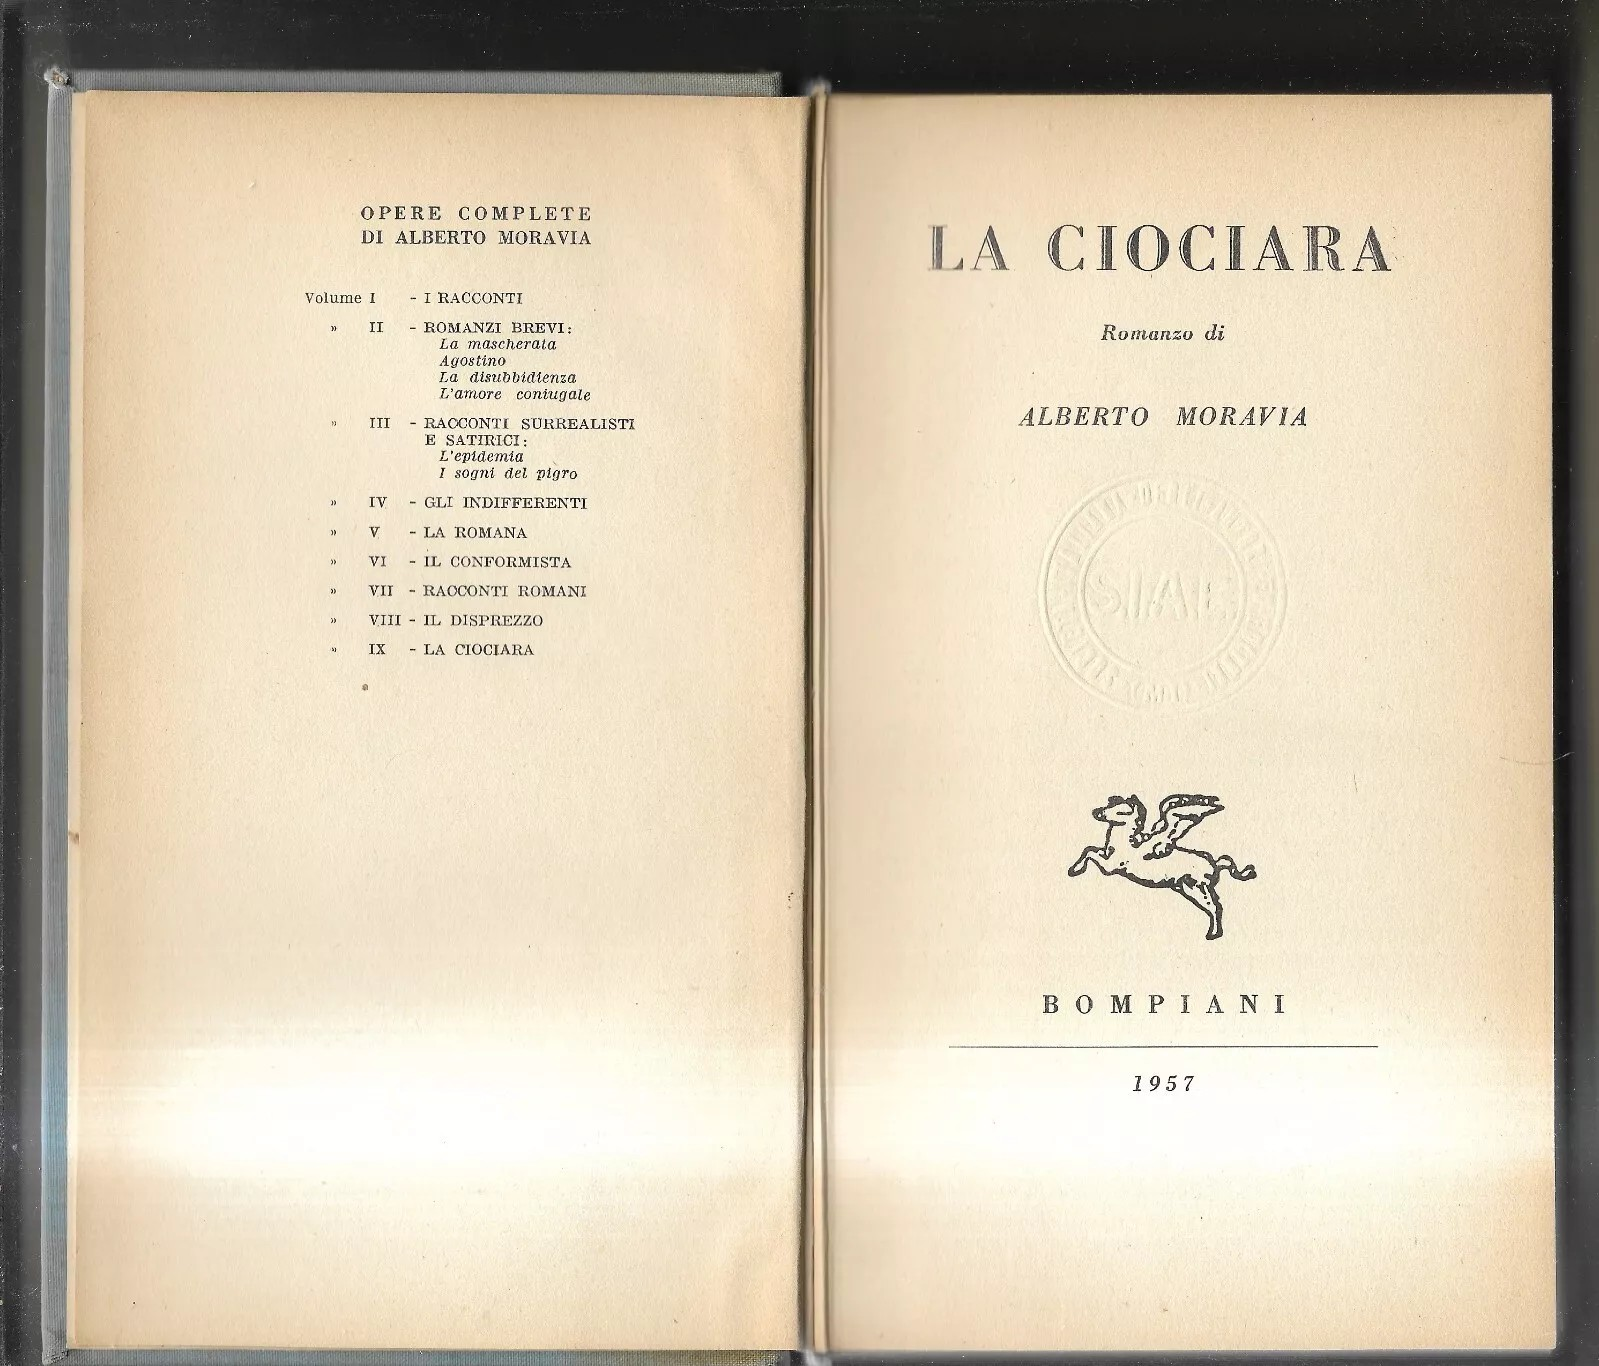 OPERE COMPLETE
DI ALBERTO MORAVIA
Volume I - I RACCONTI
» II - ROMANZI BREVI:
La mascherata
Agostino
La disubbidienza
L'amore coniugale
» III - RACCONTI SURREALISTI
E SATIRICI:
L'epidemia
I sogni del pigro
» IV - GLI INDIFFERENTI
» V - LA ROMANA
» VI - IL CONFORMISTA
» VII - RACCONTI ROMANI
» VIII - IL DISPREZZO
» IX - LA CIOCIARA
LA CIOCIARA
Romanzo di
ALBERTO MORAVIA
SIAE
BOMPIANI
1957